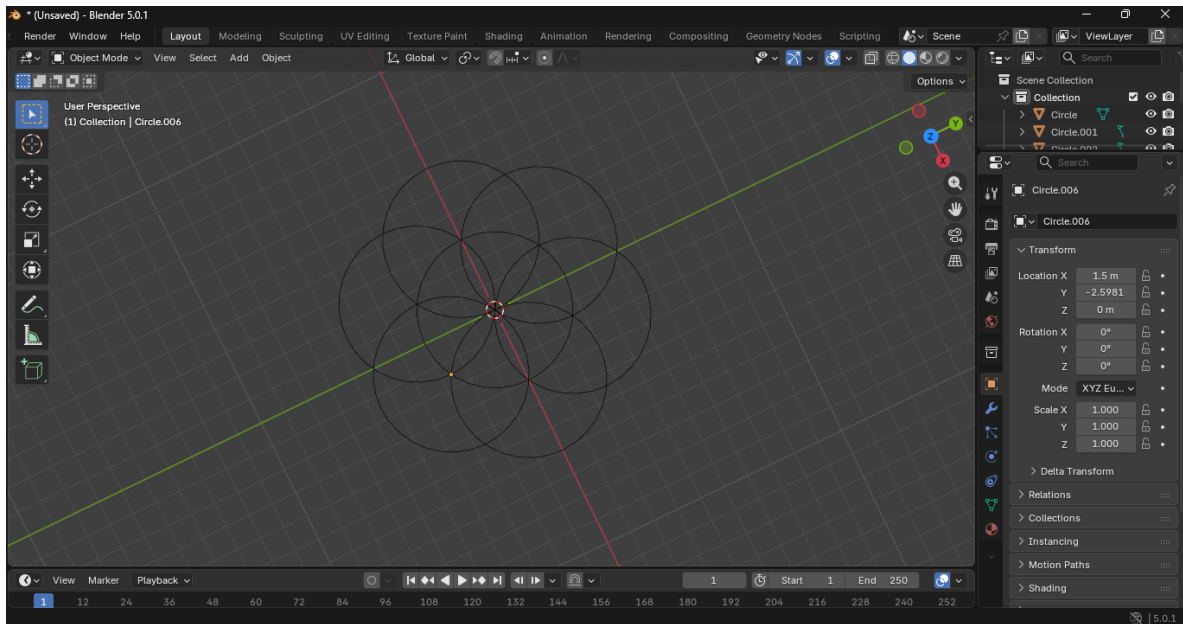 * (Unsaved) - Blender 5.0.1
Render Window Help Layout Modeling Sculpting UV Editing Texture Paint Shading Animation Rendering Compositing Geometry Nodes Scripting Scene ViewLayer
Object Mode View Select Add Object Global Search
Options
User Perspective
(1) Collection | Circle.006
Y
Z
X
Scene Collection
Collection
Circle
Circle.001
Circle.002
Search
Circle.006
Circle.006
Transform
Location X 1.5 m
Y -2.5981
Z 0 m
Rotation X 0°
Y 0°
Z 0°
Mode XYZ Eu...
Scale X 1.000
Y 1.000
Z 1.000
Delta Transform
Relations
Collections
Instancing
Motion Paths
Shading
View Marker Playback 1 Start 1 End 250
1 12 24 36 48 60 72 84 96 108 120 132 144 156 168 180 192 204 216 228 240 252
5.0.1